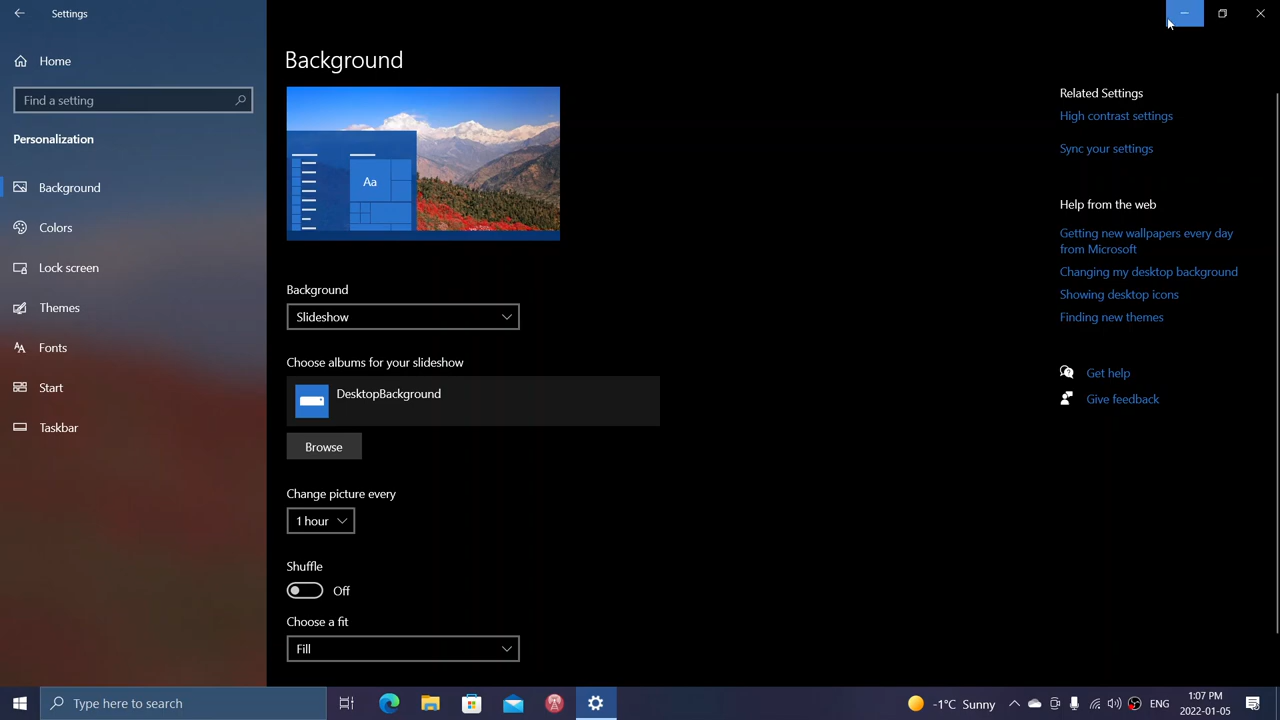 Settings
Home
Find a setting
Personalization
Background
Colors
Lock screen
Themes
Fonts
Start
Taskbar
Background
Aa
Background
Slideshow
Choose albums for your slideshow
DesktopBackground
Browse
Change picture every
1 hour
Shuffle
Off
Choose a fit
Fill
Related Settings
High contrast settings
Sync your settings
Help from the web
Getting new wallpapers every day
from Microsoft
Changing my desktop background
Showing desktop icons
Finding new themes
Get help
Give feedback
Type here to search
-1°C Sunny
ENG
1:07 PM
2022-01-05